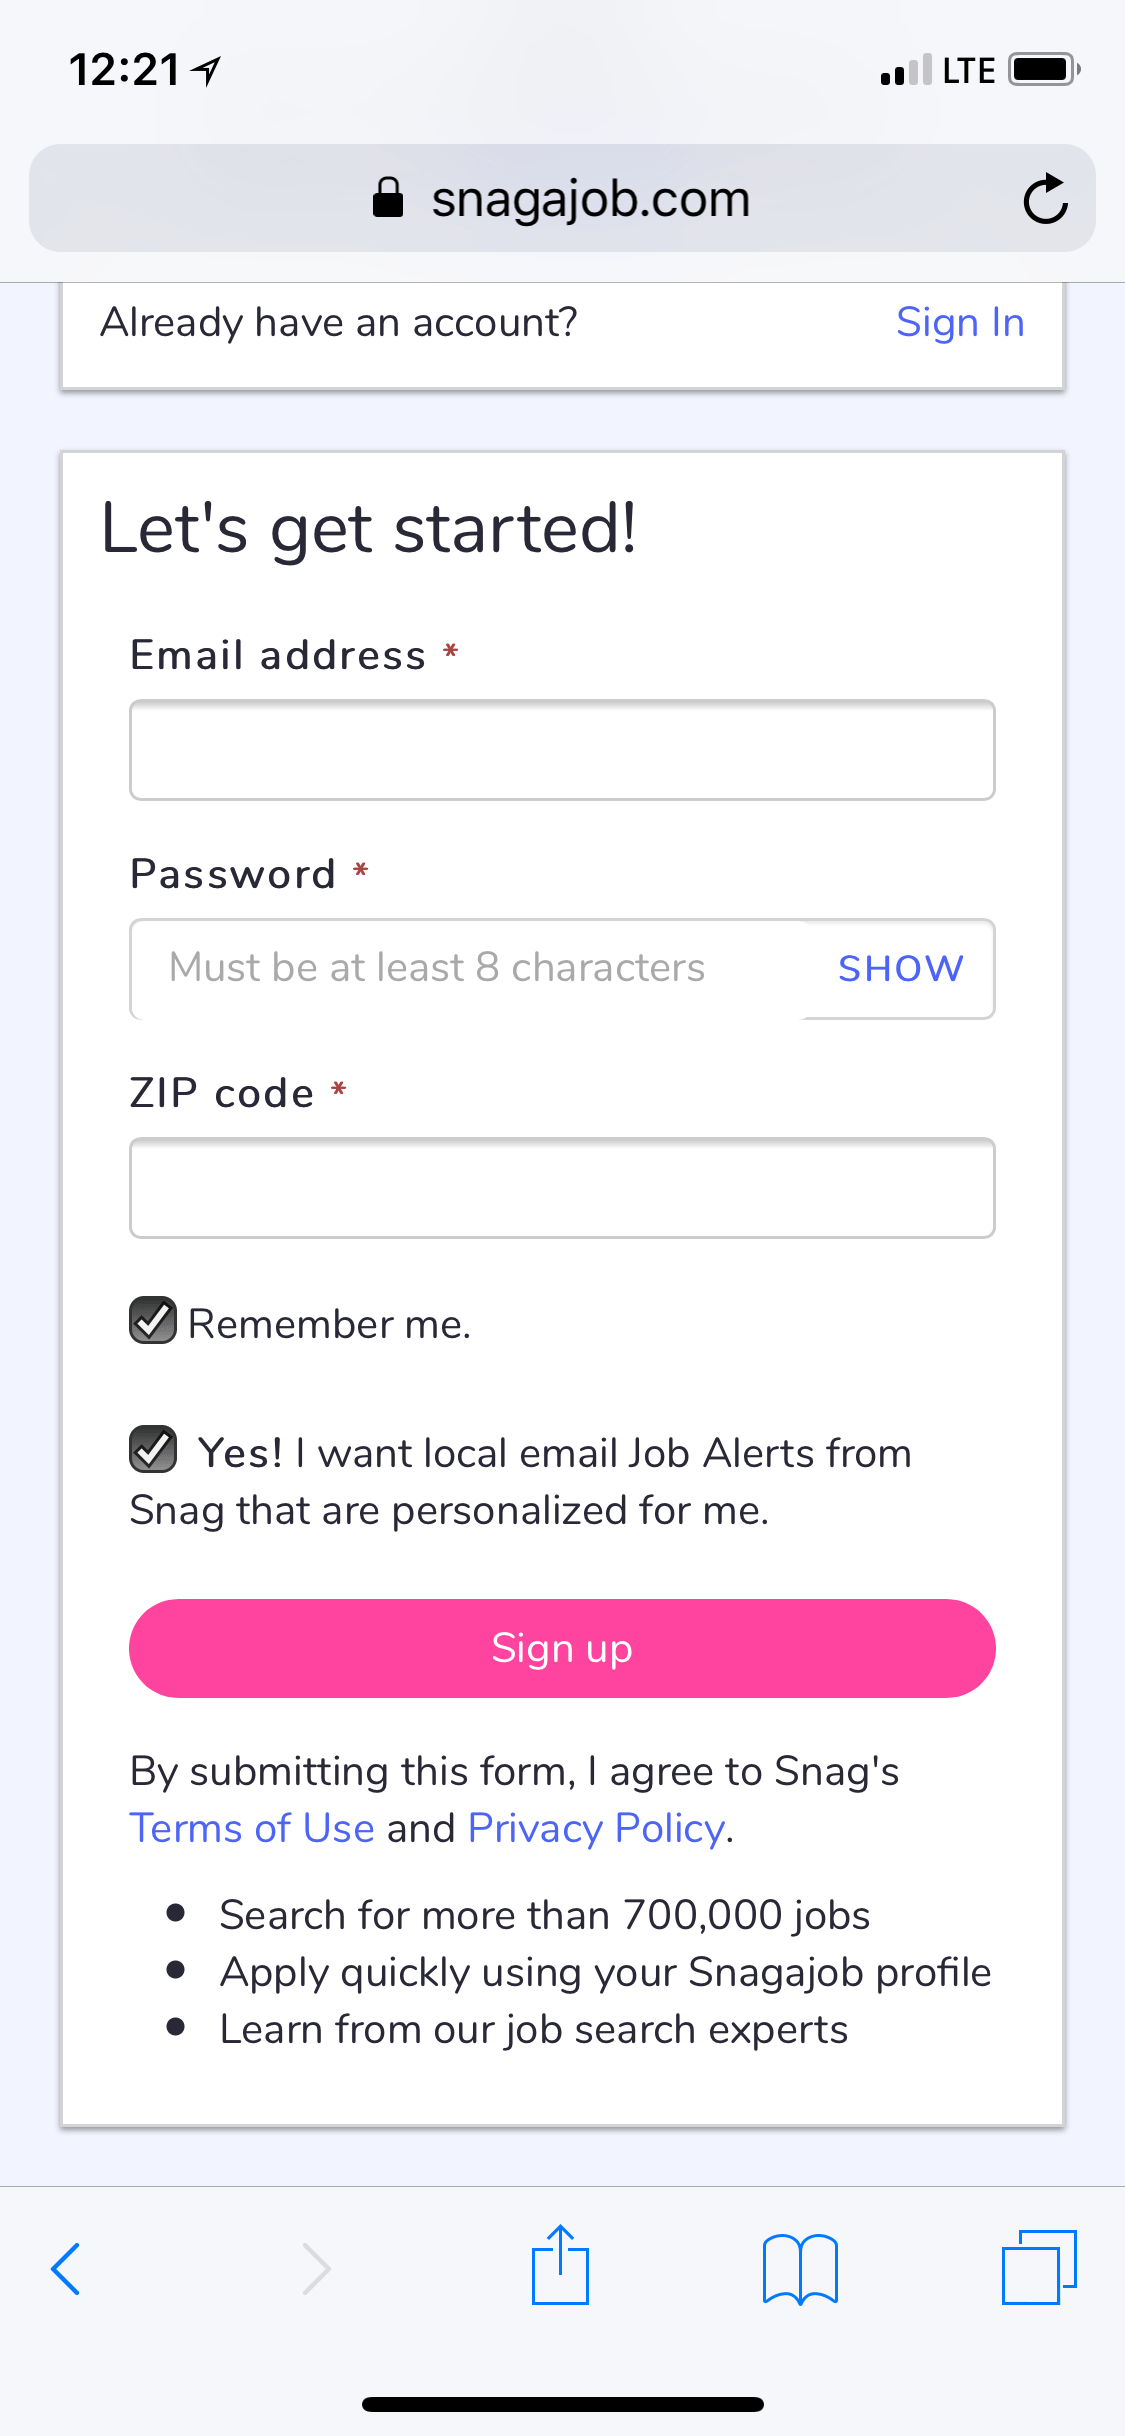 12:21
LTE
snagajob.com
Already have an account? Sign In
Let's get started!
Email address *
Password *
Must be at least 8 characters SHOW
ZIP code *
Remember me.
Yes! I want local email Job Alerts from
Snag that are personalized for me.
Sign up
By submitting this form, I agree to Snag's
Terms of Use and Privacy Policy.
• Search for more than 700,000 jobs
• Apply quickly using your Snagajob profile
• Learn from our job search experts